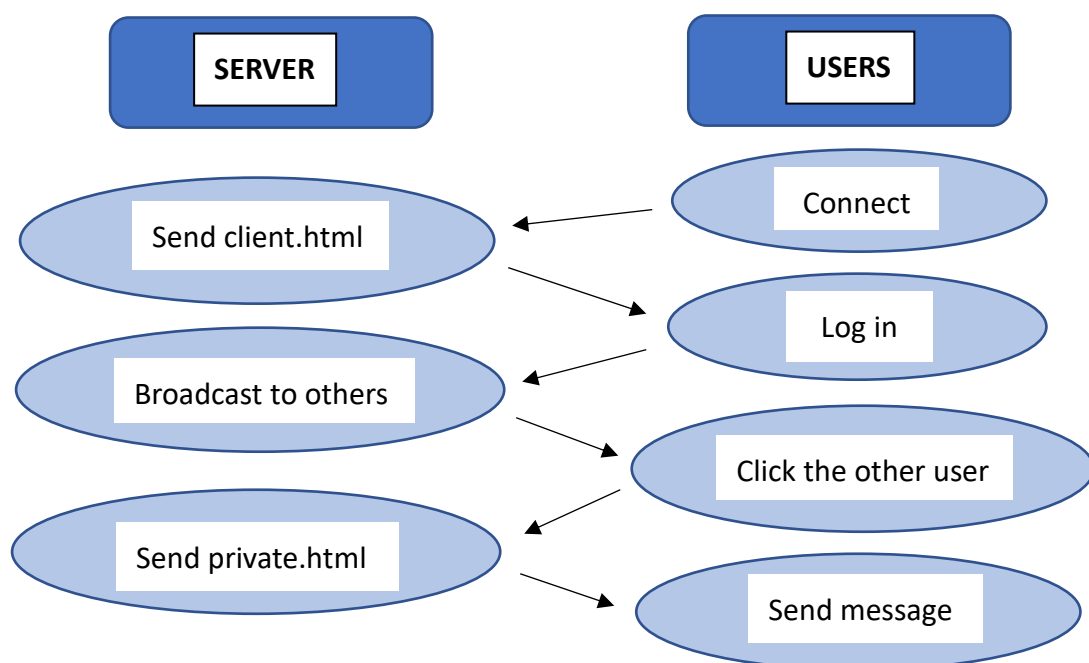 SERVER
USERS
Connect
Send client.html
Log in
Broadcast to others
Click the other user
Send private.html
Send message